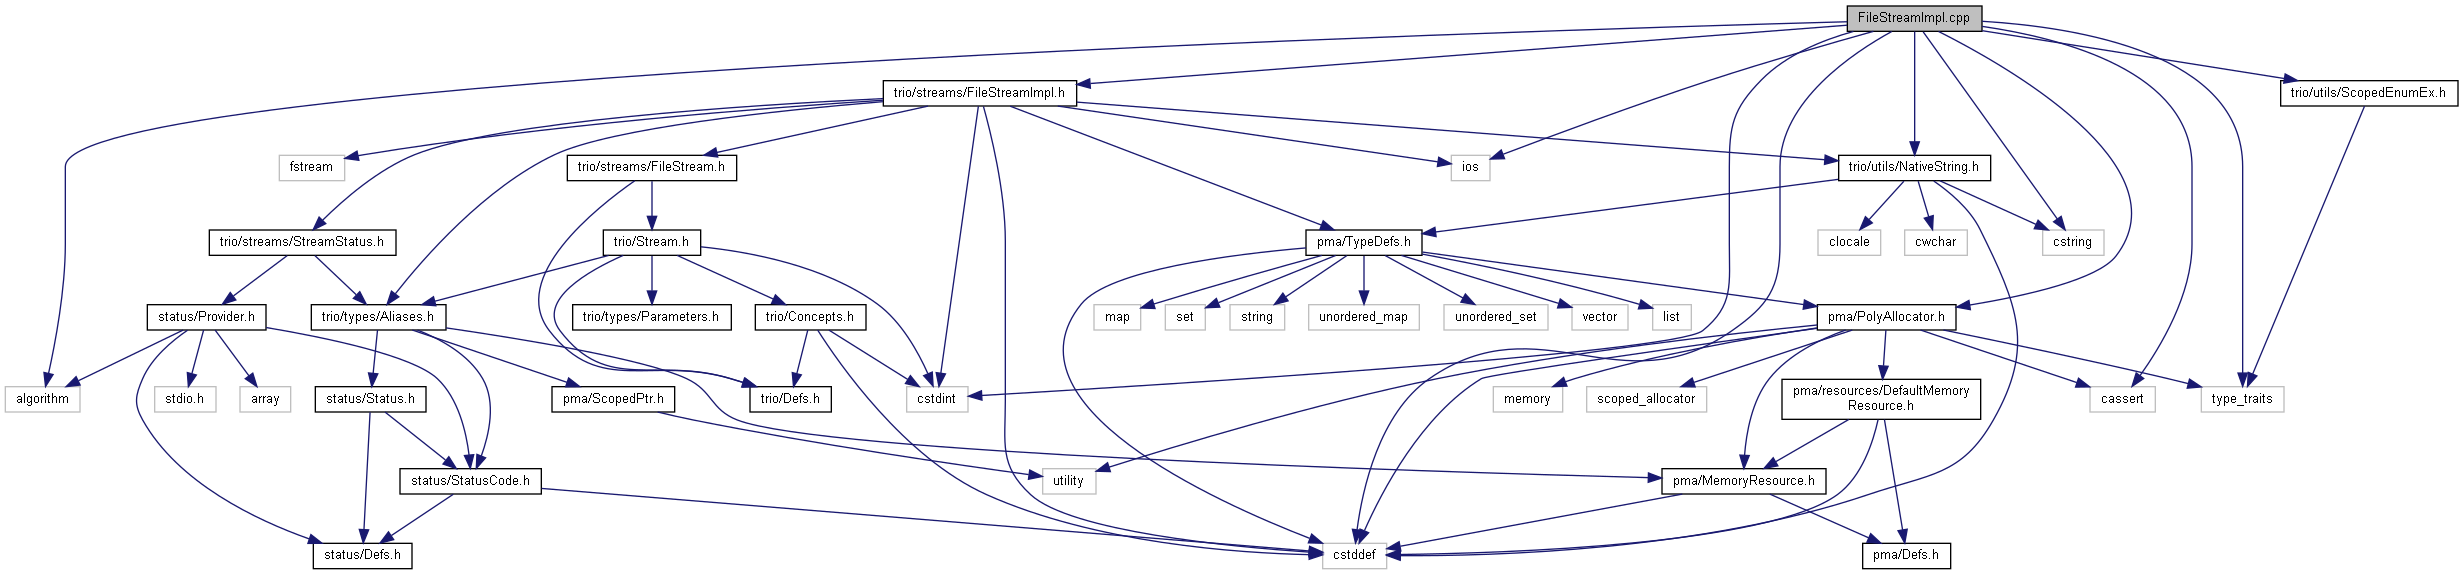 FileStreamImpl.cpp
trio/streams/FileStreamImpl.h
trio/utils/ScopedEnumEx.h
fstream
trio/streams/FileStream.h
ios
trio/utils/NativeString.h
trio/streams/StreamStatus.h
trio/Stream.h
pma/TypeDefs.h
clocale
cwchar
cstring
status/Provider.h
trio/types/Aliases.h
trio/types/Parameters.h
trio/Concepts.h
map
set
string
unordered_map
unordered_set
vector
list
pma/PolyAllocator.h
algorithm
stdio.h
array
status/Status.h
pma/ScopedPtr.h
trio/Defs.h
cstdint
memory
scoped_allocator
pma/resources/DefaultMemory
Resource.h
cassert
type_traits
status/StatusCode.h
utility
pma/MemoryResource.h
status/Defs.h
cstddef
pma/Defs.h